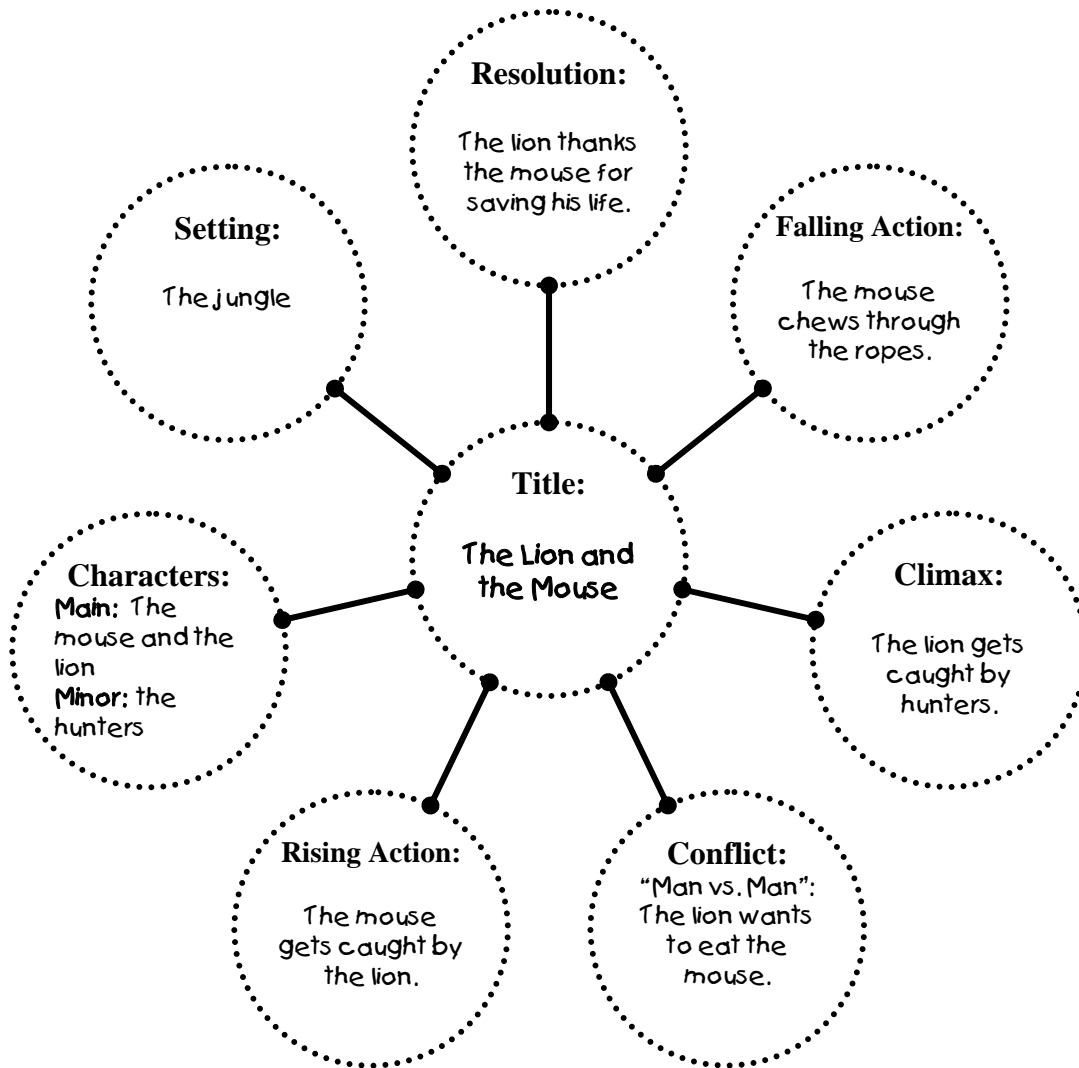 Resolution:
The lion thanks
the mouse for
saving his life.
Setting:
The jungle
Falling Action:
The mouse
chews through
the ropes.
Title:
The Lion and
the Mouse
Characters:
Main: The
mouse and the
lion
Minor: the
hunters
Climax:
The lion gets
caught by
hunters.
Rising Action:
The mouse
gets caught by
the lion.
Conflict:
“Man vs. Man”:
The lion wants
to eat the
mouse.